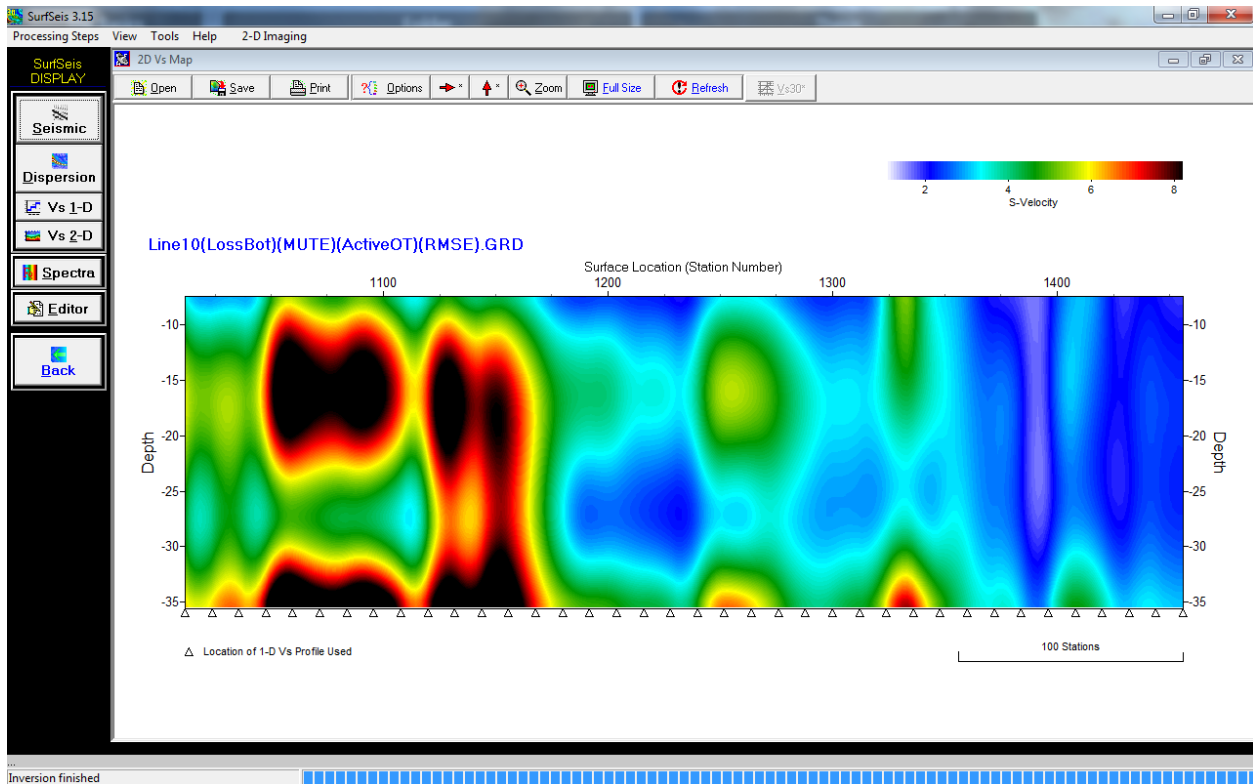 SurfSeis 3.15
Processing Steps View Tools Help 2-D Imaging
SurfSeis
DISPLAY
2D Vs Map
Open Save Print Options Zoom Full Size Refresh Vs30*
Seismic
Dispersion
Vs 1-D
Vs 2-D
Spectra
Editor
Back
2 4 6 8
S-Velocity
Line10(LossBot)(MUTE)(ActiveOT)(RMSE).GRD
Surface Location (Station Number)
1100 1200 1300 1400
-10 -10
-15 -15
-20 -20
Depth Depth
-25 -25
-30 -30
-35 -35
Location of 1-D Vs Profile Used
100 Stations
...
Inversion finished